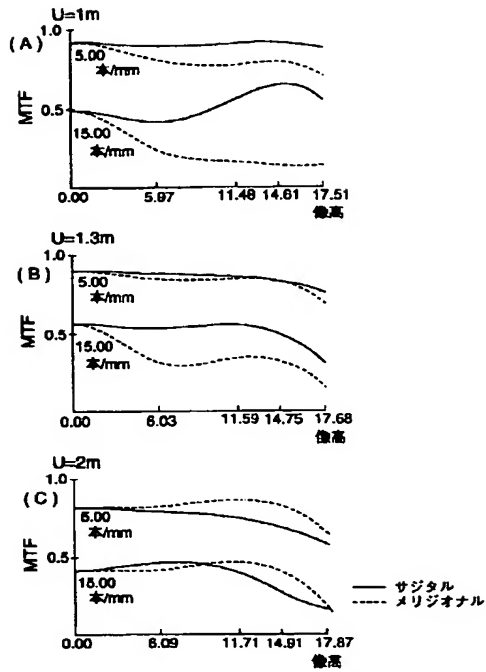 U=1m
(A)
1.0
5.00
本/mm
MTF
0.5
15.00
本/mm
0.00 5.97 11.48 14.61 17.51
像高
U=1.3m
(B)
1.0
5.00
本/mm
MTF
0.5
15.00
本/mm
0.00 6.03 11.59 14.75 17.68
像高
U=2m
(C)
1.0
5.00
本/mm
MTF
0.5
15.00
本/mm
0.00 6.09 11.71 14.91 17.87
像高
サジタル
メリジオナル